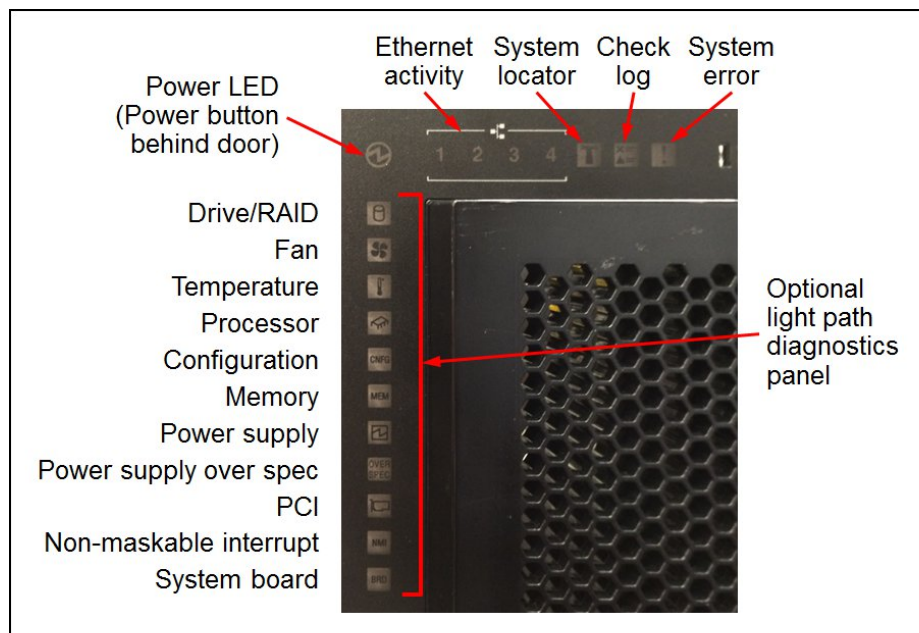 Ethernet
activity
System
locator
Check
log
System
error
Power LED
(Power button
behind door)
1 2 3 4
Drive/RAID
Fan
Temperature
Processor
Configuration
CNFG
Memory
MEM
Power supply
Power supply over spec
OVER
SPEC
PCI
Non-maskable interrupt
NMI
System board
BRD
Optional
light path
diagnostics
panel